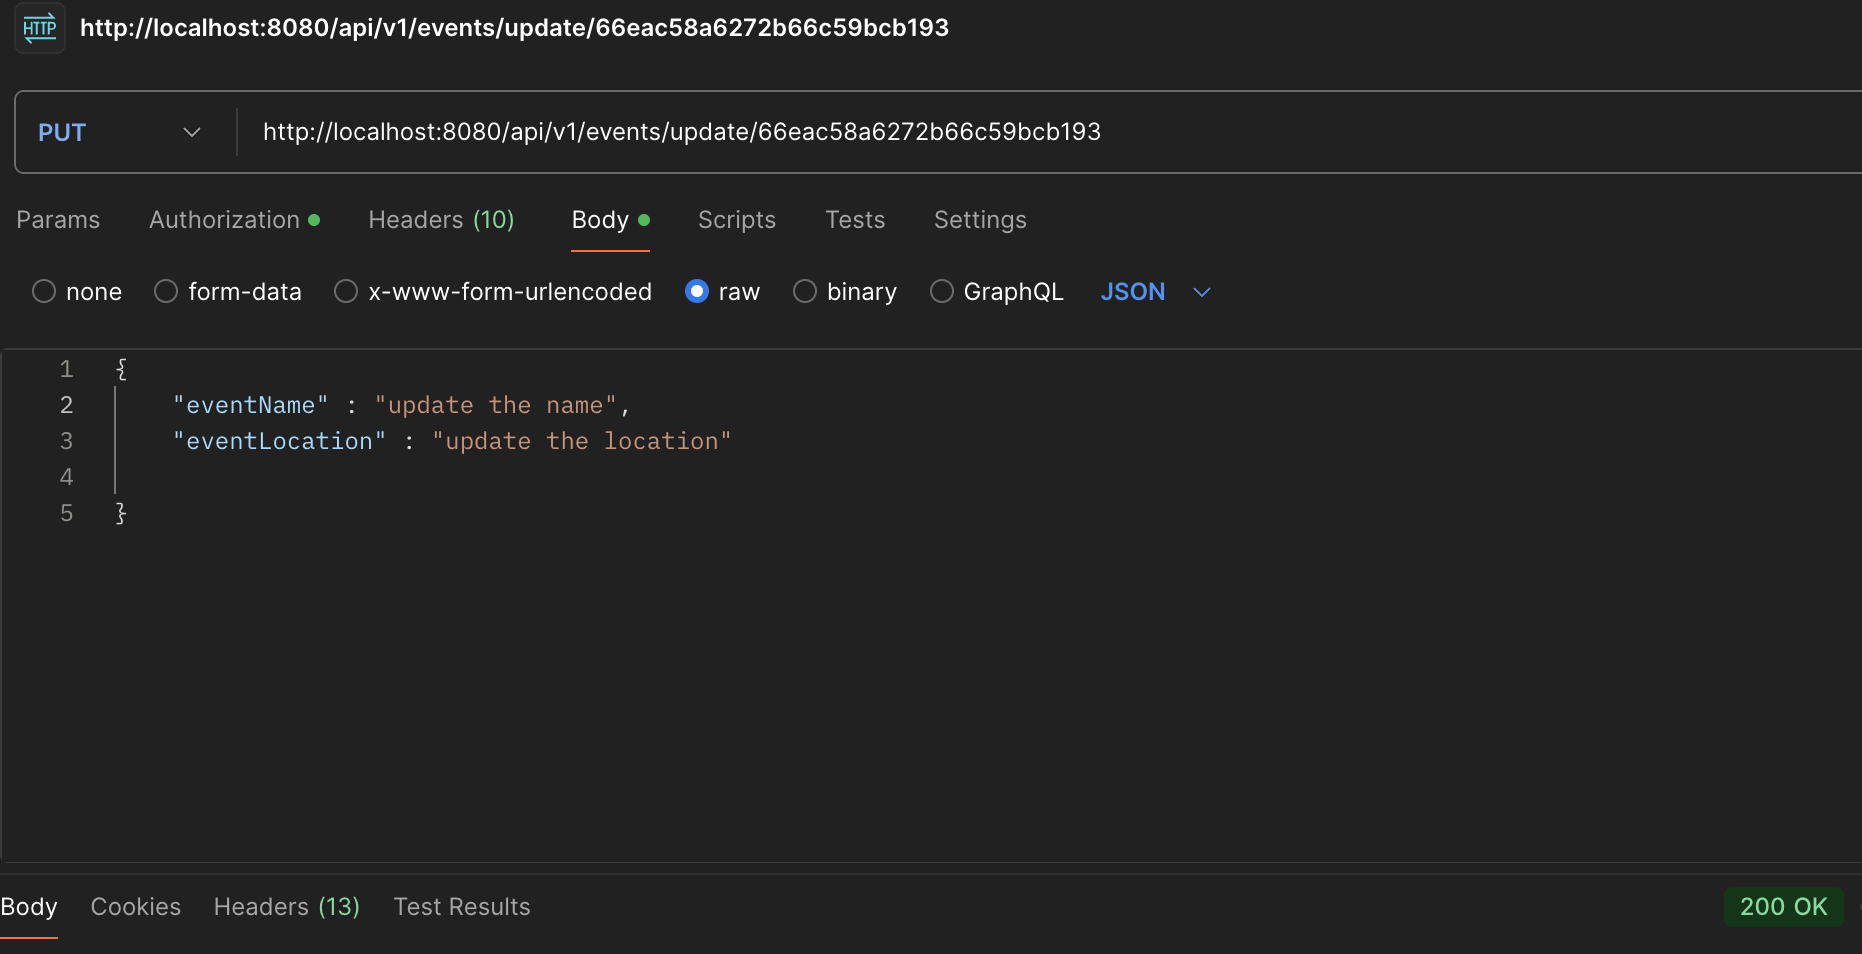 HTTP http://localhost:8080/api/v1/events/update/66eac58a6272b66c59bcb193
PUT http://localhost:8080/api/v1/events/update/66eac58a6272b66c59bcb193
Params Authorization Headers (10) Body Scripts Tests Settings
none form-data x-www-form-urlencoded raw binary GraphQL JSON
1 {
2 "eventName" : "update the name",
3 "eventLocation" : "update the location"
4
5 }
Body Cookies Headers (13) Test Results 200 OK